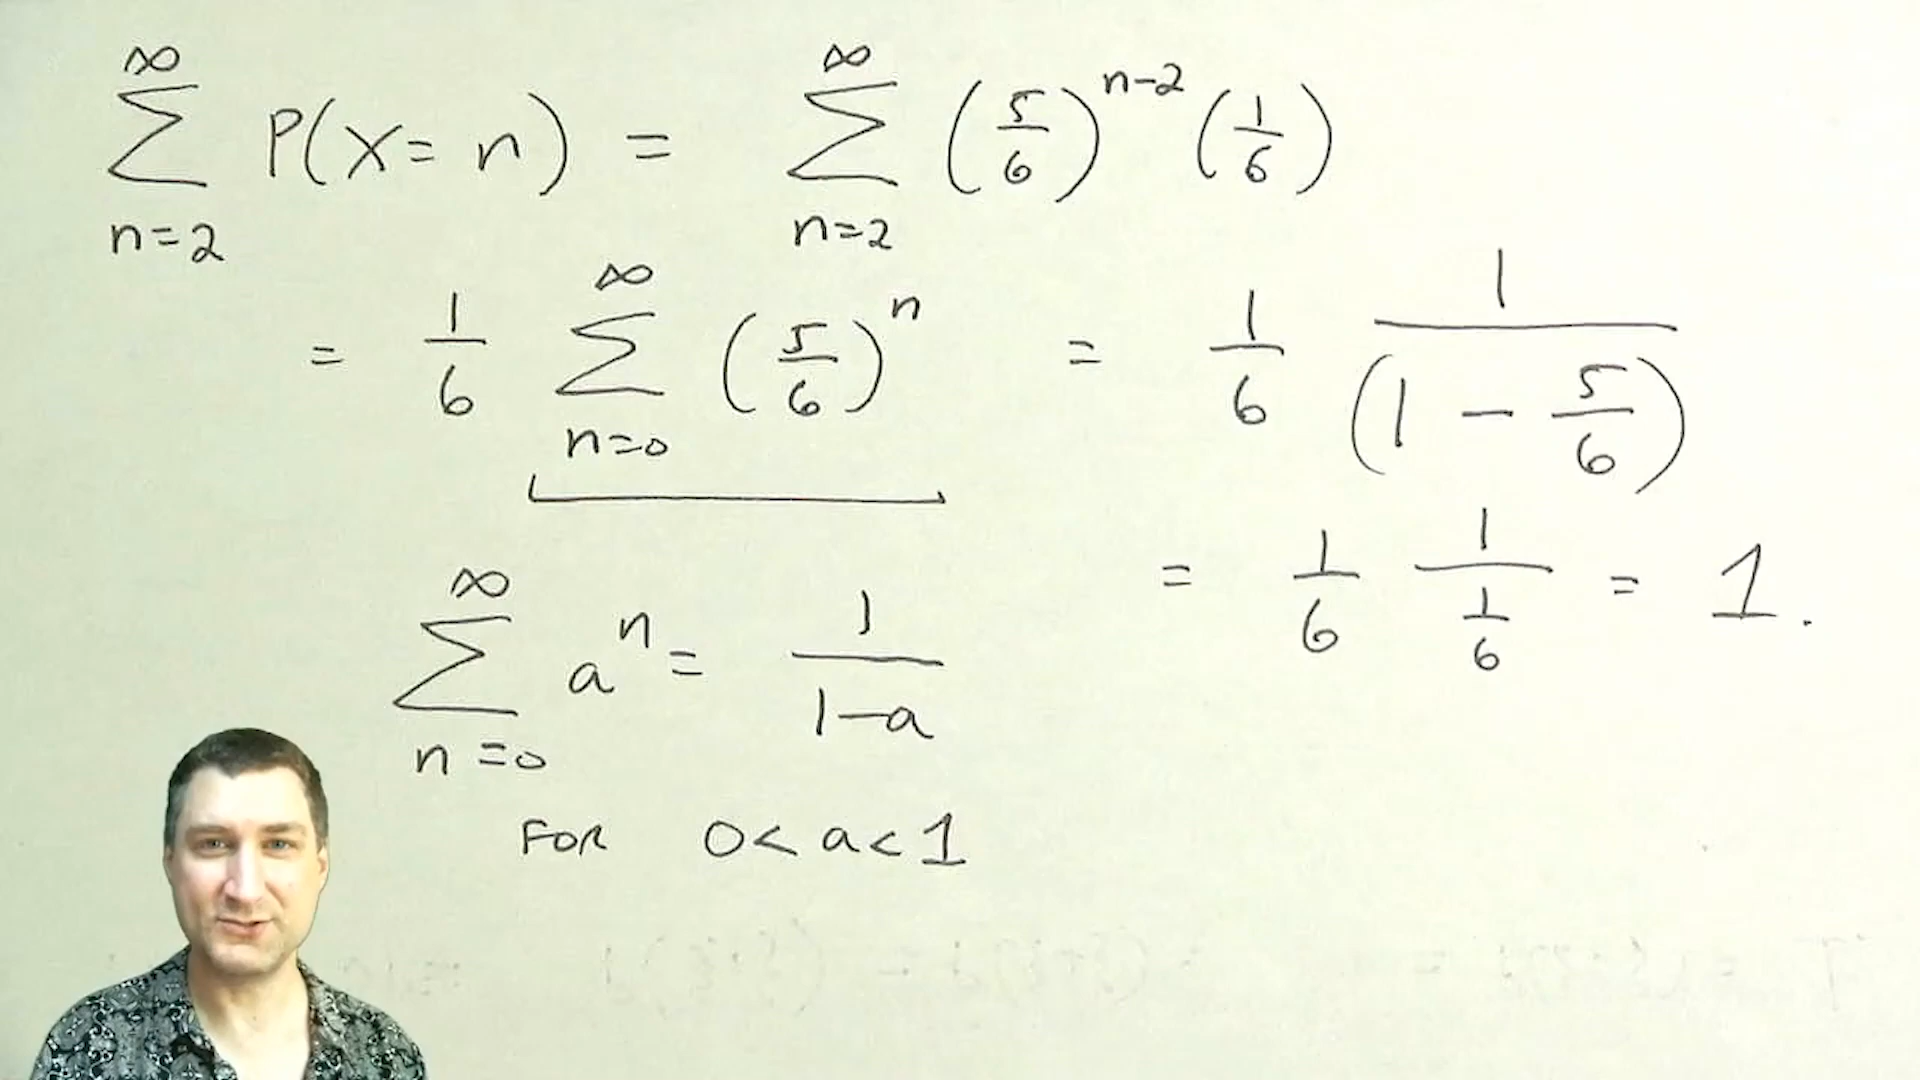 ∞∑n=2 P(X=n) = ∞∑n=2 (5/6)^(n-2) (1/6)
= 1/6 ∞∑n=0 (5/6)^n = 1/6 1/(1 - 5/6)
= 1/6 1/(1/6) = 1.
∞∑n=0 a^n = 1/(1-a)
FOR 0<a<1